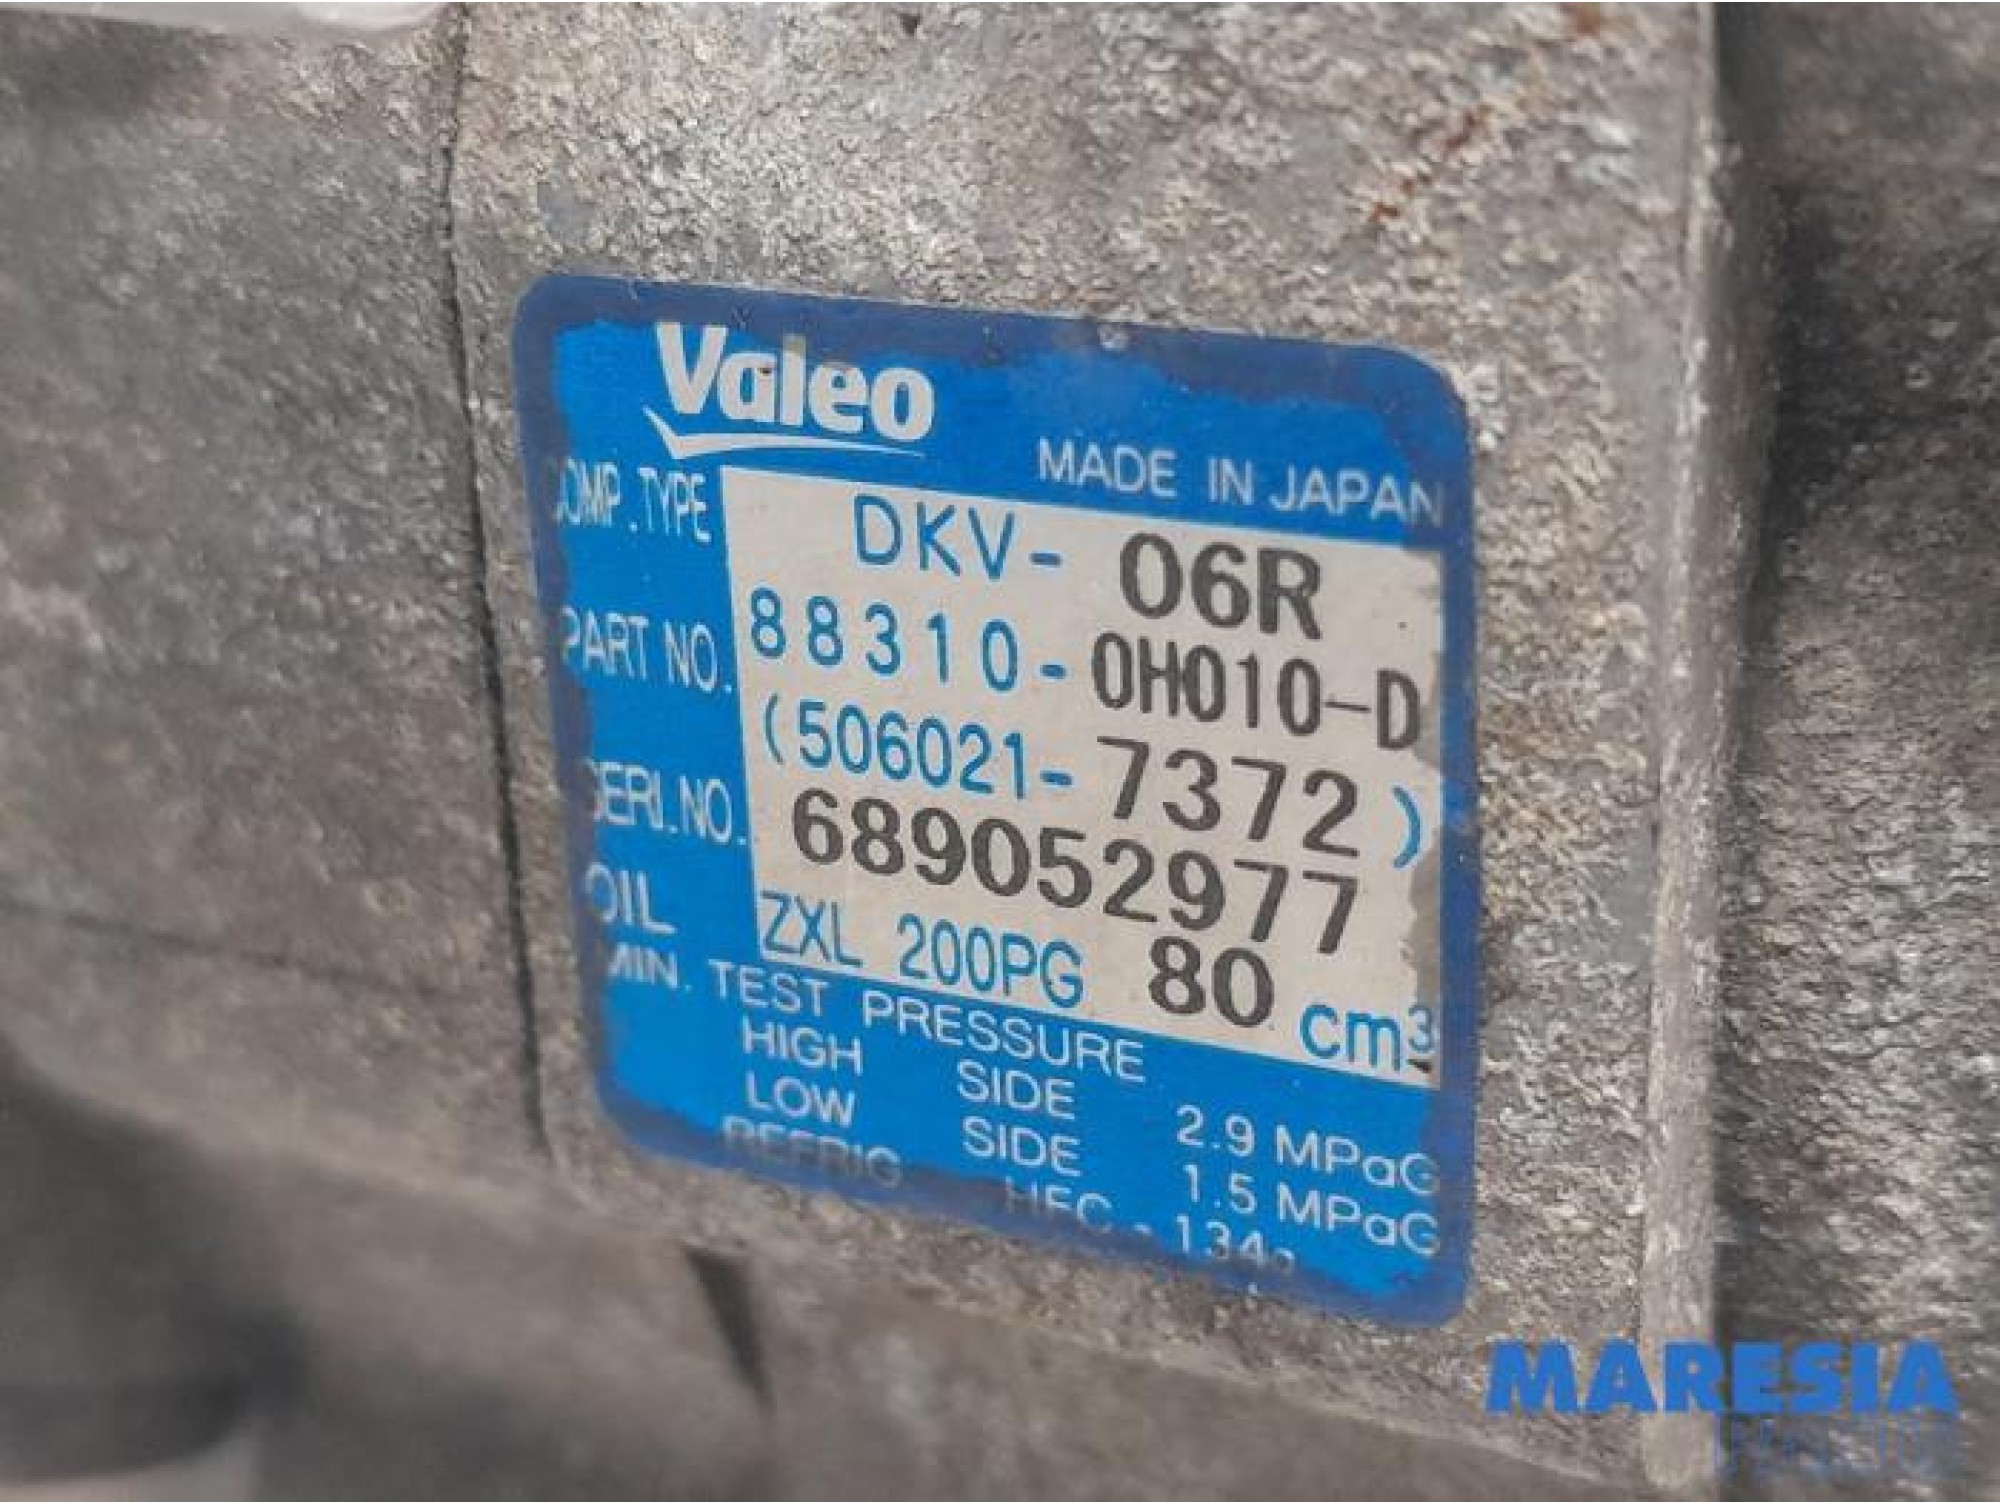 Valeo
MADE IN JAPAN
COMP.TYPE DKV-06R
PART NO. 88310-0H010-D
(506021-7372)
SERI.NO. 689052977
OIL ZXL 200PG 80 cm³
MIN. TEST PRESSURE
HIGH SIDE 2.9 MPaG
LOW SIDE 1.5 MPaG
REFRIG HFC-134a
MARESIA